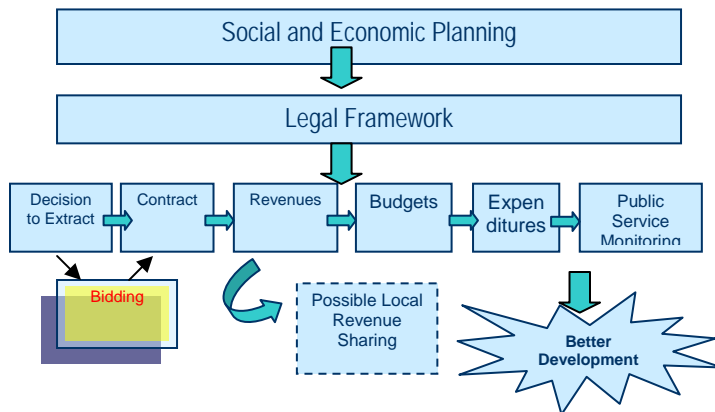 Social and Economic Planning
Legal Framework
Decision
to Extract
Contract
Revenues
Budgets
Expen
ditures
Public
Service
Monitoring
Bidding
Possible Local
Revenue
Sharing
Better
Development